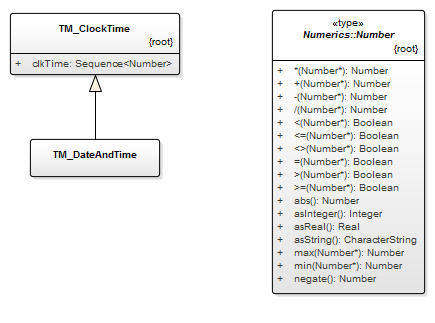 TM_ClockTime
{root}
+ clkTime: Sequence<Number>
TM_DateAndTime
«type»
Numerics::Number
{root}
+ *(Number*): Number
+ +(Number*): Number
+ -(Number*): Number
+ /(Number*): Number
+ <(Number*): Boolean
+ <=(Number*): Boolean
+ <>(Number*): Boolean
+ =(Number*): Boolean
+ >(Number*): Boolean
+ >=(Number*): Boolean
+ abs(): Number
+ asInteger(): Integer
+ asReal(): Real
+ asString(): CharacterString
+ max(Number*): Number
+ min(Number*): Number
+ negate(): Number